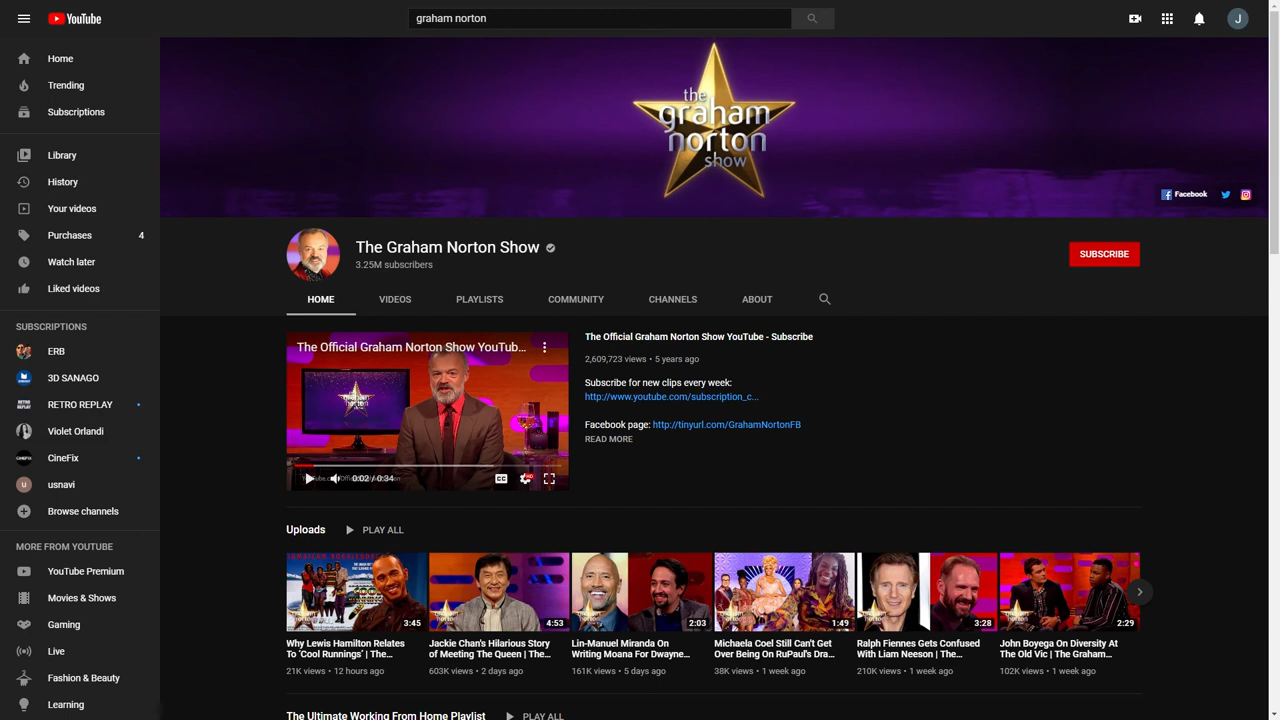 YouTube
graham norton
J
Home
Trending
Subscriptions
Library
History
Your videos
Purchases 4
Watch later
Liked videos
SUBSCRIPTIONS
ERB
3D SANAGO
RETRO REPLAY
Violet Orlandi
CineFix
usnavi
Browse channels
MORE FROM YOUTUBE
YouTube Premium
Movies & Shows
Gaming
Live
Fashion & Beauty
Learning
the
graham
norton
show
Facebook
The Graham Norton Show
3.25M subscribers
SUBSCRIBE
HOME VIDEOS PLAYLISTS COMMUNITY CHANNELS ABOUT
The Official Graham Norton Show YouTub...
0:02 / 0:34
The Official Graham Norton Show YouTube - Subscribe
2,609,723 views • 5 years ago
Subscribe for new clips every week:
http://www.youtube.com/subscription_c...
Facebook page: http://tinyurl.com/GrahamNortonFB
READ MORE
Uploads PLAY ALL
3:45
Why Lewis Hamilton Relates
To 'Cool Runnings' | The...
21K views • 12 hours ago
4:53
Jackie Chan's Hilarious Story
of Meeting The Queen | The...
603K views • 2 days ago
2:03
Lin-Manuel Miranda On
Writing Moana For Dwayne...
161K views • 5 days ago
1:49
Michaela Coel Still Can't Get
Over Being On RuPaul's Dra...
38K views • 1 week ago
3:28
Ralph Fiennes Gets Confused
With Liam Neeson | The...
210K views • 1 week ago
2:29
John Boyega On Diversity At
The Old Vic | The Graham...
102K views • 1 week ago
The Ultimate Working From Home Playlist PLAY ALL